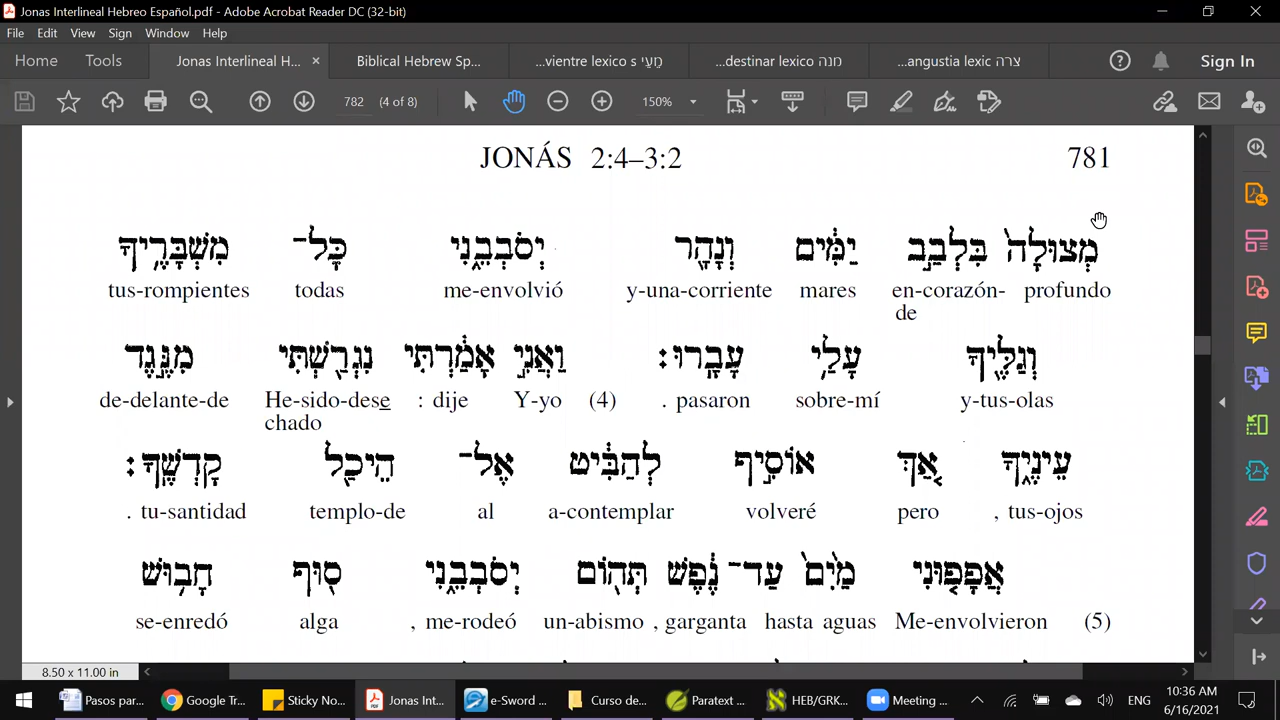 Jonas Interlineal Hebreo Español.pdf - Adobe Acrobat Reader DC (32-bit)
File Edit View Sign Window Help
Home Tools Jonas Interlineal H... × Biblical Hebrew Sp... ...vientre lexico s מֵעַי ...destinar lexico מנה ...angustia lexic צרה Sign In
782 (4 of 8) 150%
JONÁS 2:4–3:2 781
מְצוּלָה֙ בִּלְבַ֣ב יַמִּ֔ים וְנָהָ֖ר יְסֹבְבֵ֑נִי כָּל־ מִשְׁבָּרֶ֥יךָ
tus-rompientes todas me-envolvió y-una-corriente mares en-corazón- profundo
de
וְגַלֶּ֖יךָ עָלַ֥י עָבָֽרוּ׃ וַאֲנִ֣י אָמַ֔רְתִּי נִגְרַ֖שְׁתִּי מִנֶּ֣גֶד
de-delante-de He-sido-dese : dije Y-yo (4) . pasaron sobre-mí y-tus-olas
chado
עֵינֶ֑יךָ אַ֚ךְ אוֹסִ֣יף לְהַבִּ֔יט אֶל־ הֵיכַ֖ל קָדְשֶֽׁךָ׃
. tu-santidad templo-de al a-contemplar volveré pero , tus-ojos
אֲפָפ֤וּנִי מַ֙יִם֙ עַד־ נֶ֔פֶשׁ תְּה֖וֹם יְסֹבְבֵ֑נִי ס֖וּף חָב֥וּשׁ
se-enredó alga , me-rodeó un-abismo , garganta hasta aguas Me-envolvieron (5)
8.50 x 11.00 in
Pasos par... Google Tr... Sticky No... Jonas Int... e-Sword ... Curso de... Paratext ... HEB/GRK... Meeting ... ENG 10:36 AM
6/16/2021